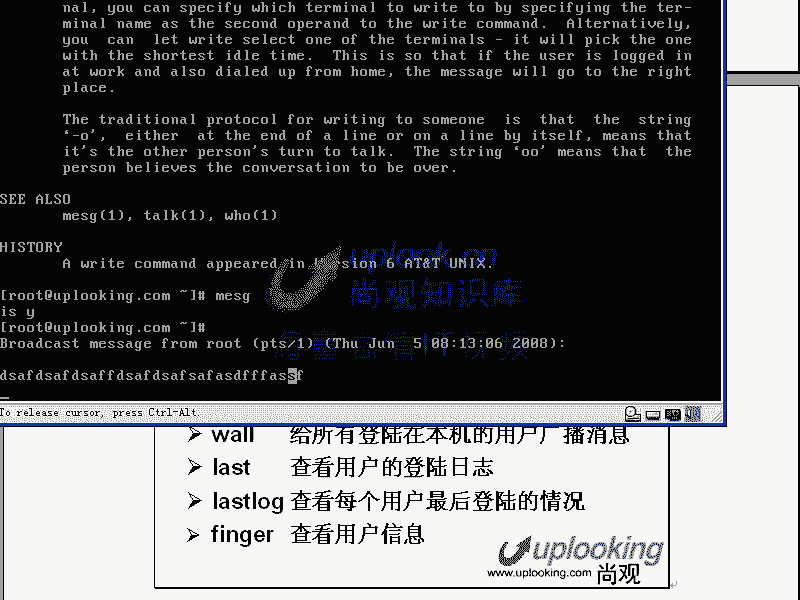 nal, you can specify which terminal to write to by specifying the ter-
minal name as the second operand to the write command.  Alternatively,
you  can  let write select one of the terminals - it will pick the one
with the shortest idle time.  This is so that if the user is logged in
at work and also dialed up from home, the message will go to the right
place.
The traditional protocol for writing to someone  is  that  the  string
‘-o’,  either  at the end of a line or on a line by itself, means that
it’s the other person’s turn to talk.  The string ‘oo’ means that  the
person believes the conversation to be over.
SEE ALSO
mesg(1), talk(1), who(1)
HISTORY
A write command appeared in Version 6 AT&T UNIX.
uplook.cn
尚观知识库
[root@uplooking.com ~]# mesg
is y
[root@uplooking.com ~]#
Broadcast message from root (pts/1) (Thu Jun  5 08:13:06 2008):
dsafdsafdsaffdsafdsafsafasdfffassf
To release cursor, press Ctrl-Alt
wall 给所有登陆在本机的用户广播消息
last 查看用户的登陆日志
lastlog 查看每个用户最后登陆的情况
finger 查看用户信息
uplooking
www.uplooking.com 尚观